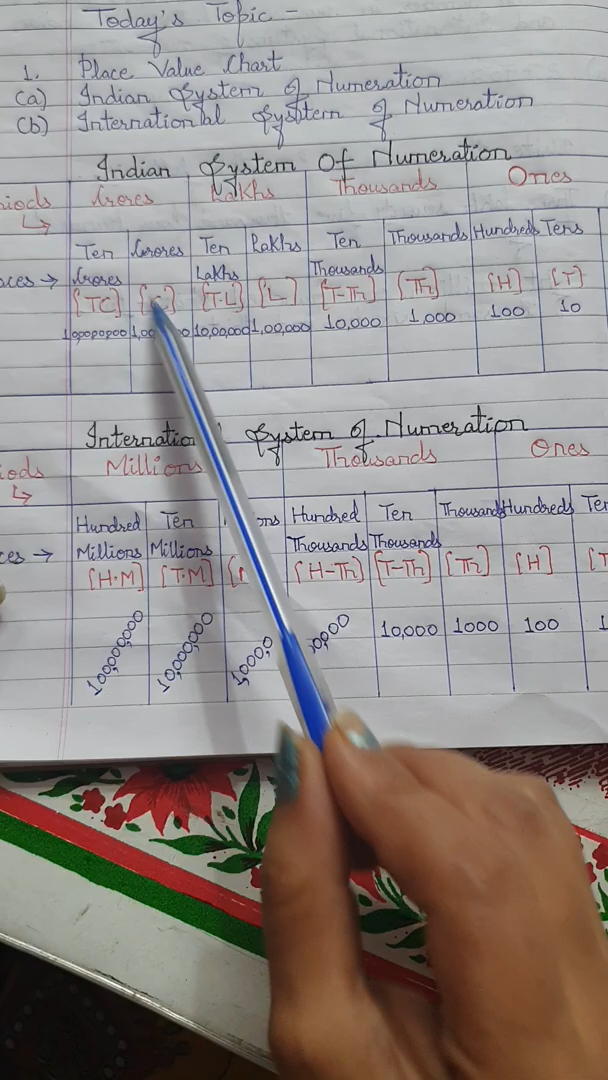 Today's Topic -
1. Place Value Chart
(a) Indian System of Numeration
(b) International System of Numeration
Indian System Of Numeration
Crores Lakhs Thousands Ones
Ten Crores Ten Lakhs Ten Thousands Hundreds Tens
Crores Lakhs Thousands
[TC] [T-L] [L] [T-Th] [Th] [H] [T]
10,00,000 1,00,000 10,000 1,000 100 10
System of Numeration
Millions Thousands Ones
Hundred Ten Hundred Ten Thousands Hundreds
Millions Millions Thousands Thousands
[H.M] [T.M] [H-Th] [T-Th] [Th] [H]
100,000,000 10,000,000 10,000 1000 100